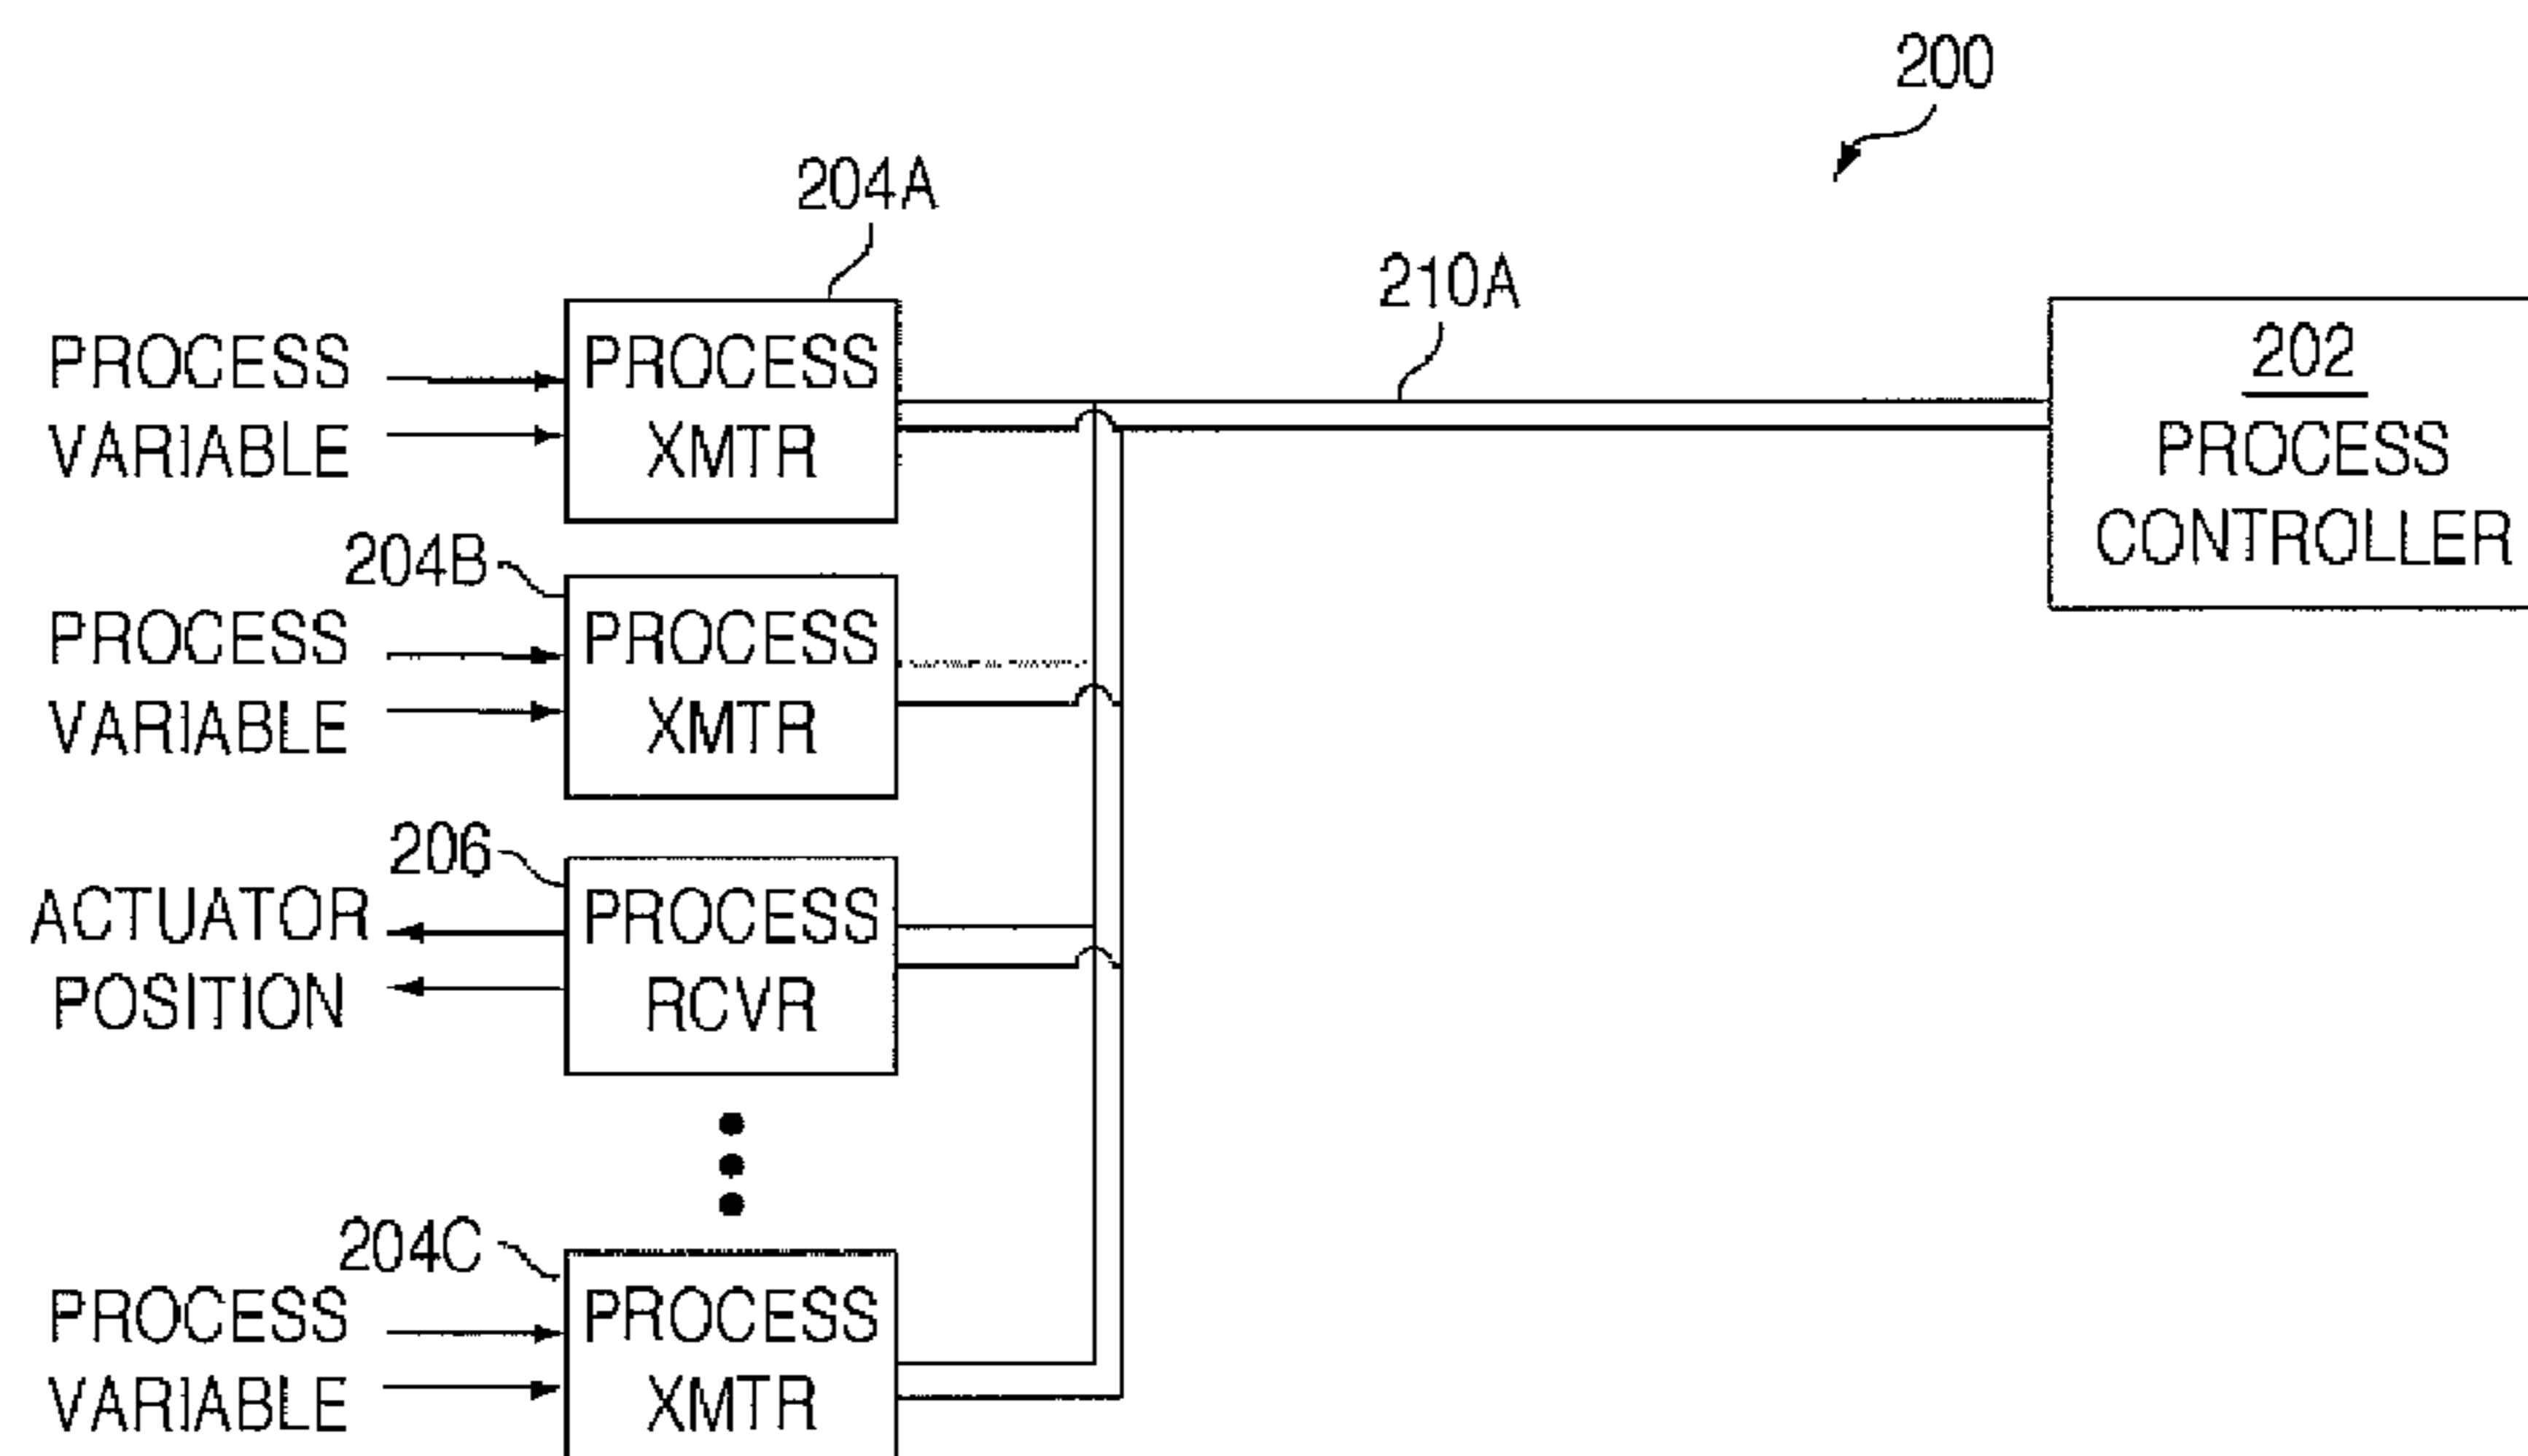 200
204A
210A
PROCESS
VARIABLE
PROCESS
XMTR
202
PROCESS
CONTROLLER
204B
PROCESS
VARIABLE
PROCESS
XMTR
206
ACTUATOR
POSITION
PROCESS
RCVR
204C
PROCESS
VARIABLE
PROCESS
XMTR